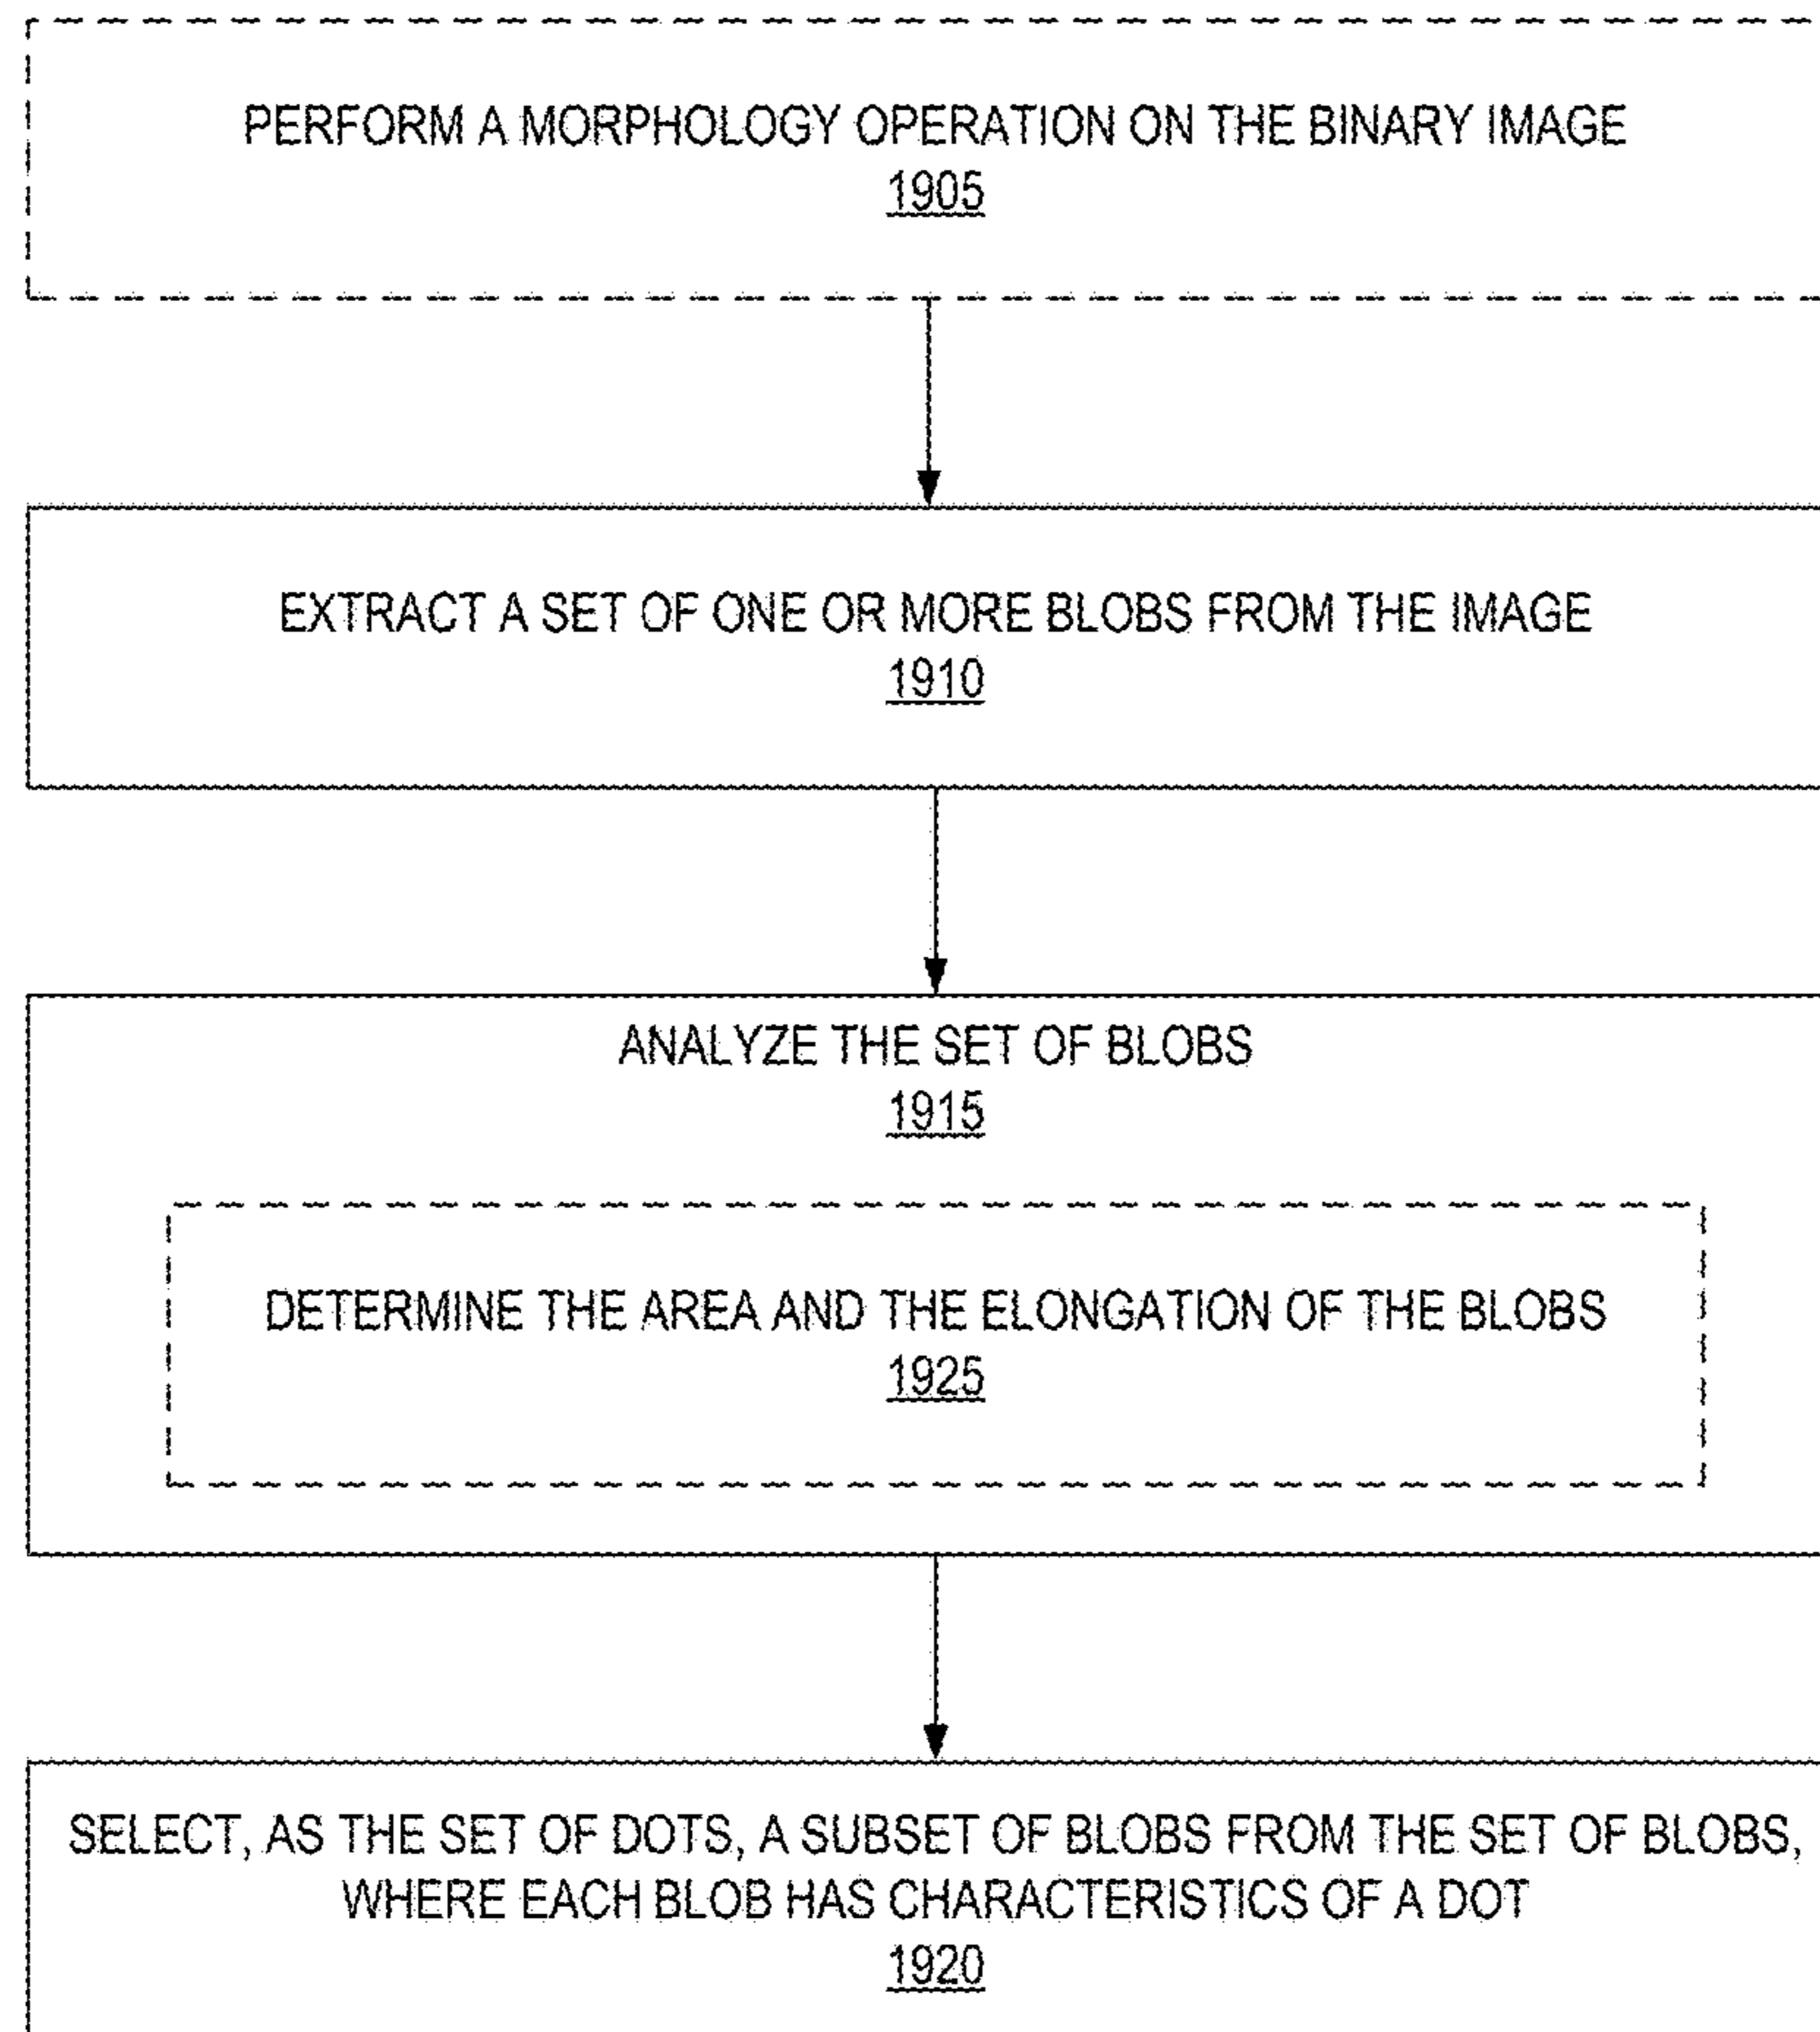 PERFORM A MORPHOLOGY OPERATION ON THE BINARY IMAGE
1905
EXTRACT A SET OF ONE OR MORE BLOBS FROM THE IMAGE
1910
ANALYZE THE SET OF BLOBS
1915
DETERMINE THE AREA AND THE ELONGATION OF THE BLOBS
1925
SELECT, AS THE SET OF DOTS, A SUBSET OF BLOBS FROM THE SET OF BLOBS,
WHERE EACH BLOB HAS CHARACTERISTICS OF A DOT
1920